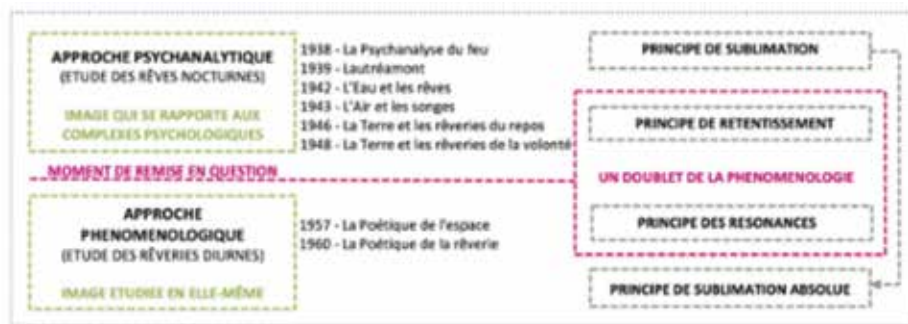 APPROCHE PSYCHANALYTIQUE
(ETUDE DES RÊVES NOCTURNES)
IMAGE QUI SE RAPPORTE AUX
COMPLEXES PSYCHOLOGIQUES
1938 - La Psychanalyse du feu
1939 - Lautréamont
1942 - L'Eau et les rêves
1943 - L'Air et les songes
1946 - La Terre et les rêveries du repos
1948 - La Terre et les rêveries de la volonté
PRINCIPE DE SUBLIMATION
PRINCIPE DE RETENTISSEMENT
MOMENT DE REMISE EN QUESTION
UN DOUBLET DE LA PHENOMENOLOGIE
APPROCHE
PHENOMENOLOGIQUE
(ETUDE DES RÊVERIES DIURNES)
IMAGE ETUDIEE EN ELLE-MÊME
1957 - La Poétique de l'espace
1960 - La Poétique de la rêverie
PRINCIPE DES RESONANCES
PRINCIPE DE SUBLIMATION ABSOLUE